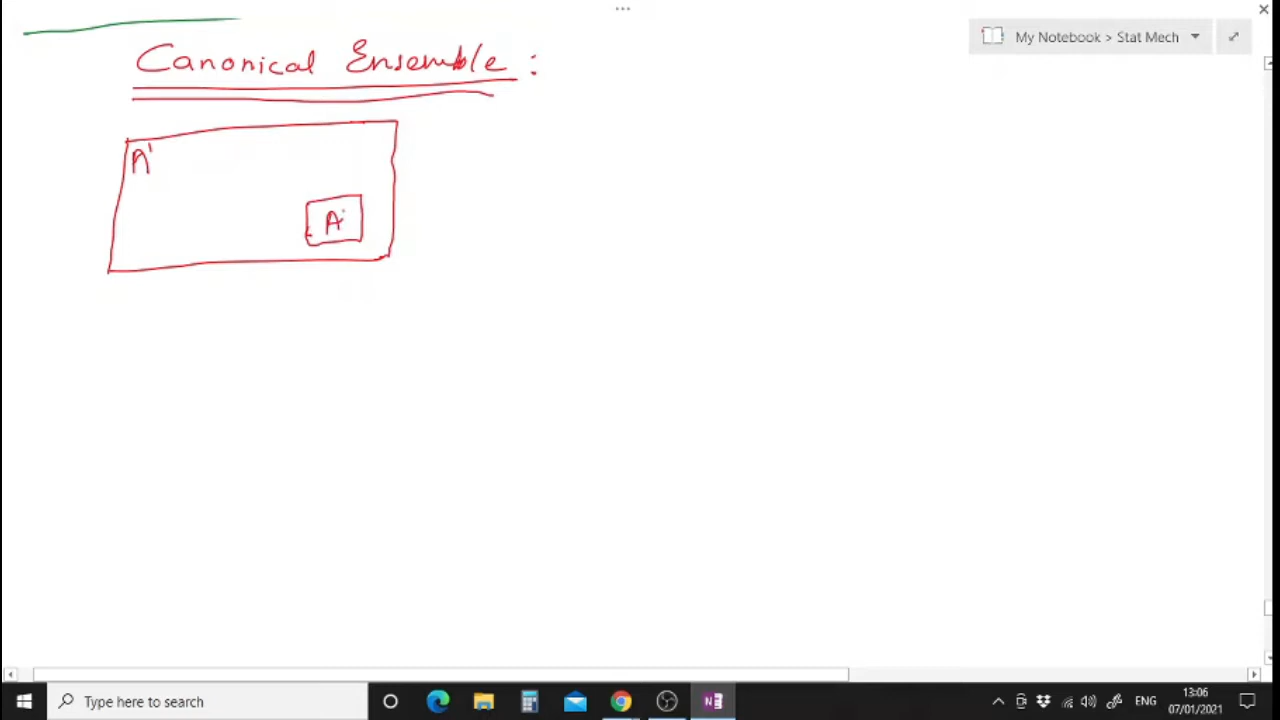 ...
My Notebook > Stat Mech
Canonical Ensemble :
A'
A
Type here to search
ENG
13:06
07/01/2021